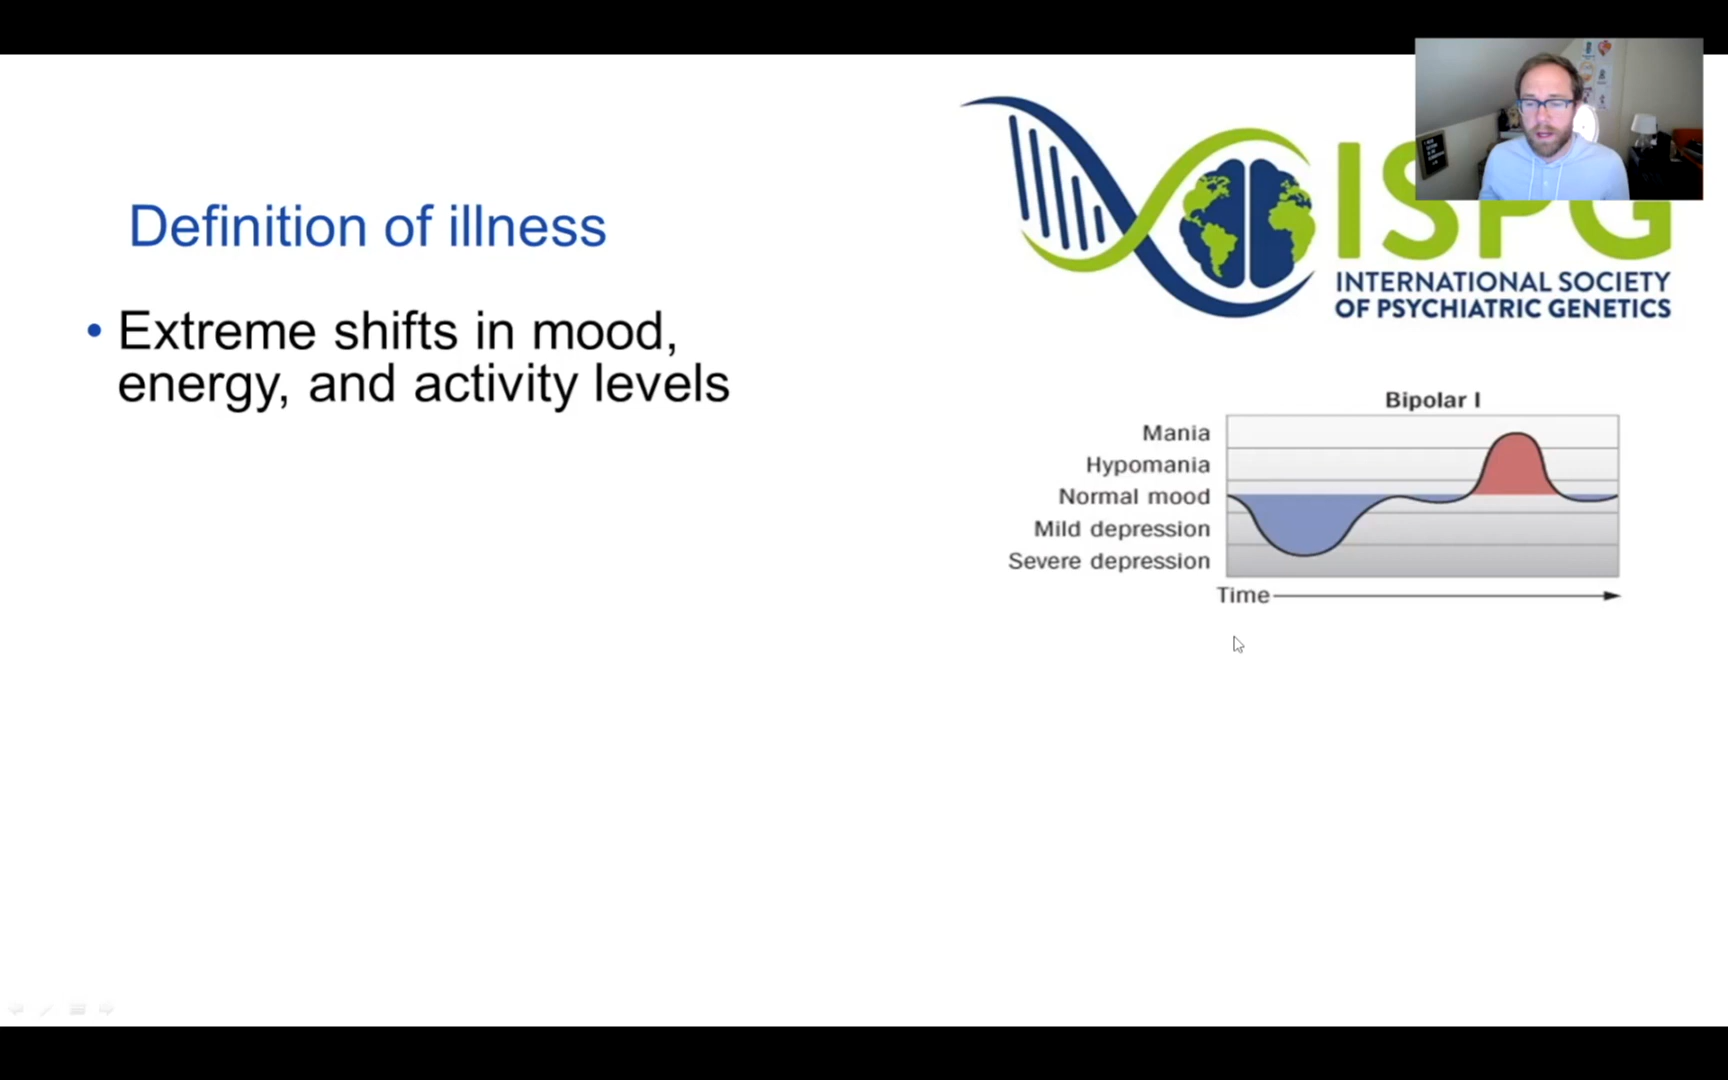 Definition of illness
• Extreme shifts in mood,
energy, and activity levels
ISPG
INTERNATIONAL SOCIETY
OF PSYCHIATRIC GENETICS
Bipolar I
Mania
Hypomania
Normal mood
Mild depression
Severe depression
Time